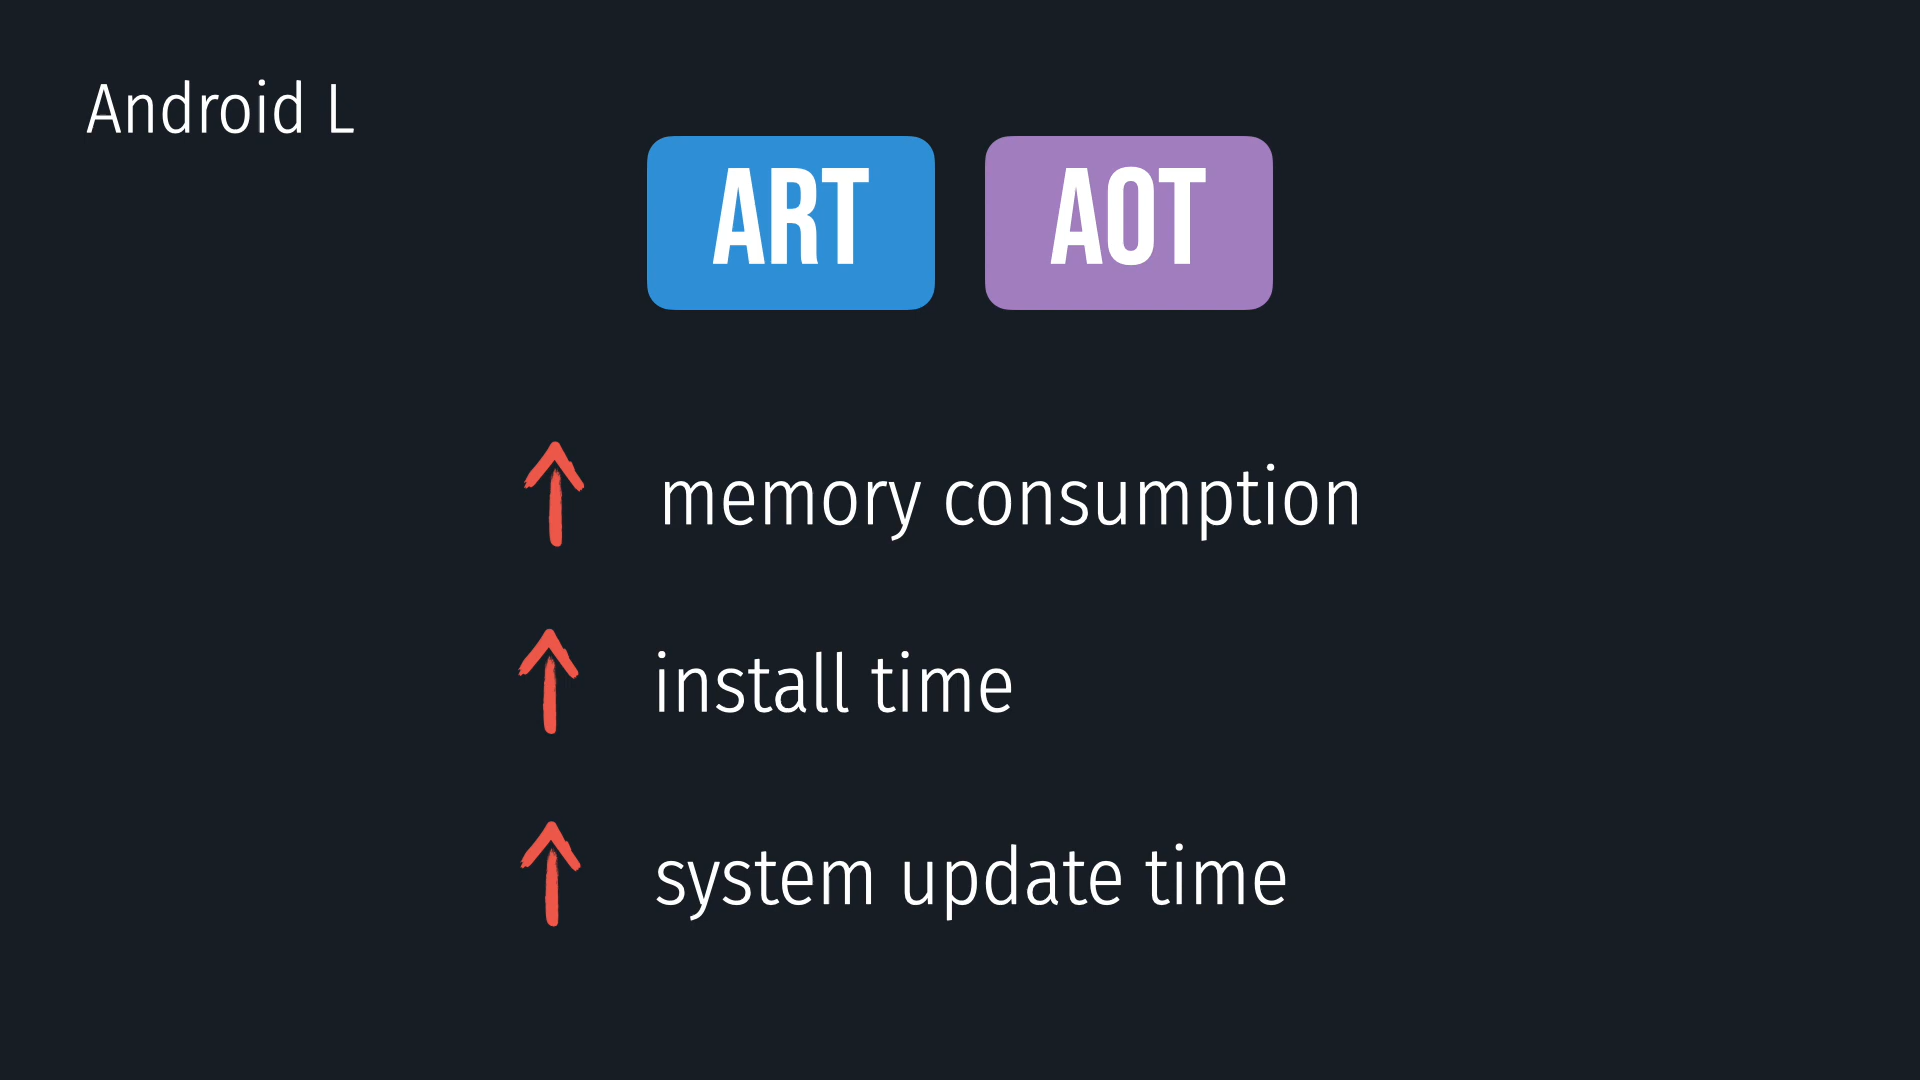 Android L
ART
AOT
memory consumption
install time
system update time